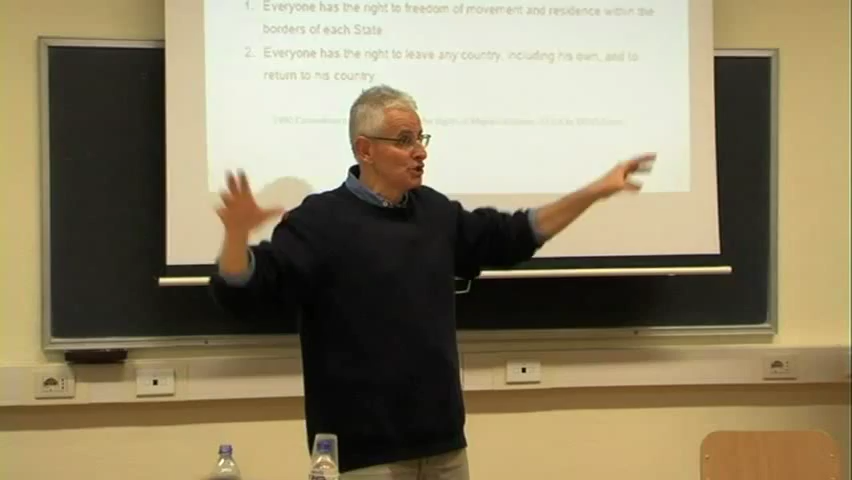 1. Everyone has the right to freedom of movement and residence within the
borders of each State
2. Everyone has the right to leave any country, including his own, and to
return to his country